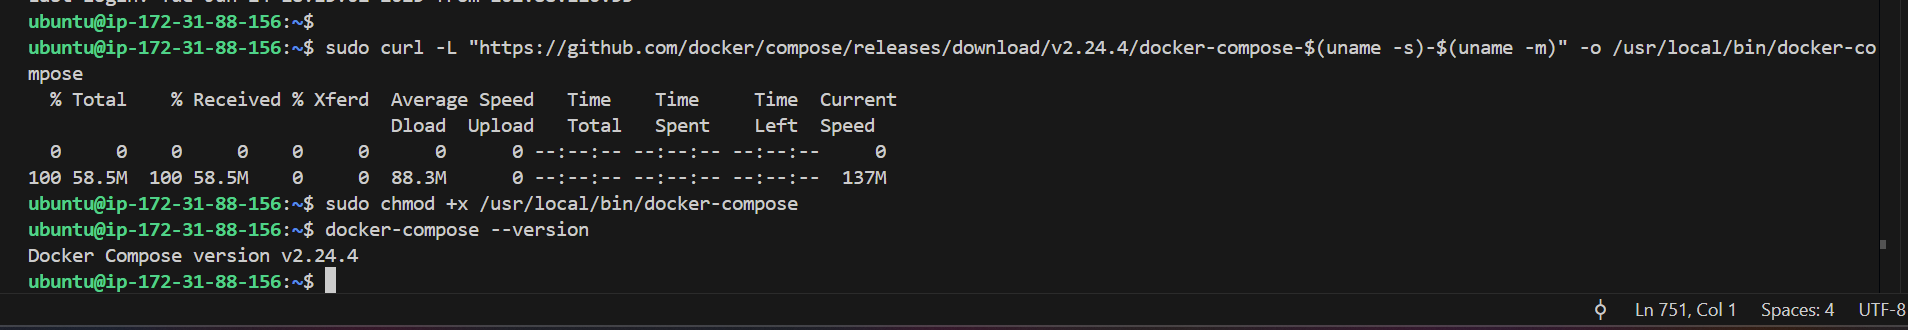 ubuntu@ip-172-31-88-156:~$
ubuntu@ip-172-31-88-156:~$ sudo curl -L "https://github.com/docker/compose/releases/download/v2.24.4/docker-compose-$(uname -s)-$(uname -m)" -o /usr/local/bin/docker-co
mpose
  % Total    % Received % Xferd  Average Speed   Time    Time     Time  Current
                                 Dload  Upload   Total   Spent    Left  Speed
  0     0    0     0    0     0      0      0 --:--:-- --:--:-- --:--:--     0
100 58.5M  100 58.5M    0     0  88.3M      0 --:--:-- --:--:-- --:--:--  137M
ubuntu@ip-172-31-88-156:~$ sudo chmod +x /usr/local/bin/docker-compose
ubuntu@ip-172-31-88-156:~$ docker-compose --version
Docker Compose version v2.24.4
ubuntu@ip-172-31-88-156:~$
Ln 751, Col 1 Spaces: 4 UTF-8